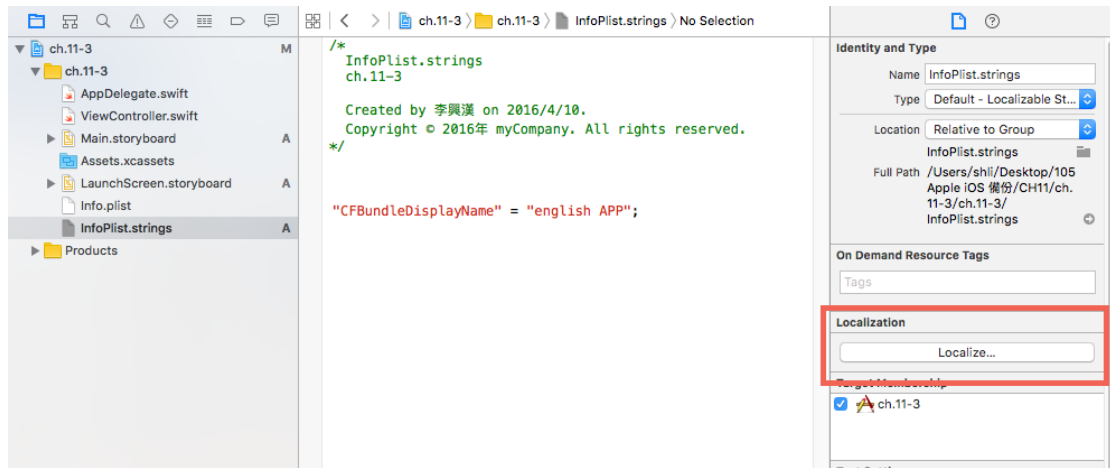 ch.11-3 〉 ch.11-3 〉 InfoPlist.strings 〉 No Selection
ch.11-3 M
ch.11-3
AppDelegate.swift
ViewController.swift
Main.storyboard A
Assets.xcassets
LaunchScreen.storyboard A
Info.plist
InfoPlist.strings A
Products
/*
InfoPlist.strings
ch.11-3
Created by 李興漢 on 2016/4/10.
Copyright © 2016年 myCompany. All rights reserved.
*/
"CFBundleDisplayName" = "english APP";
Identity and Type
Name InfoPlist.strings
Type Default - Localizable St...
Location Relative to Group
InfoPlist.strings
Full Path /Users/shli/Desktop/105
Apple iOS 備份/CH11/ch.
11-3/ch.11-3/
InfoPlist.strings
On Demand Resource Tags
Tags
Localization
Localize...
Target Membership
ch.11-3